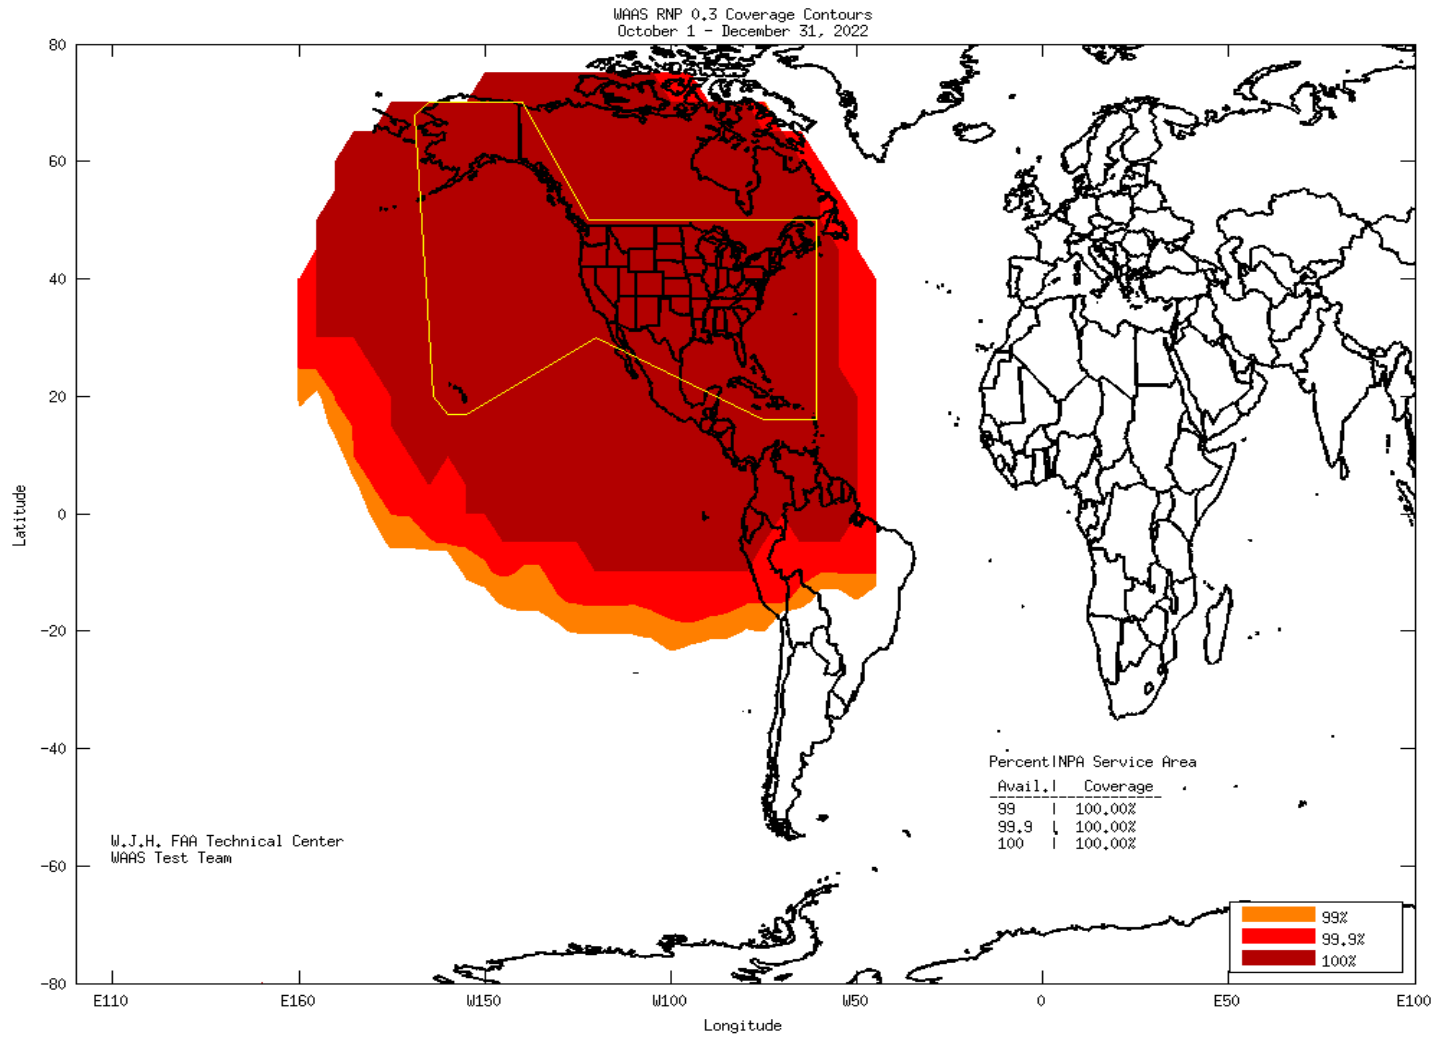 WAAS RNP 0.3 Coverage Contours
October 1 - December 31, 2022
80
60
40
20
0
-20
-40
-60
-80
Latitude
E110 E160 W150 W100 W50 0 E50 E100
Longitude
Percent|NPA Service Area
Avail.| Coverage
99 | 100.00%
99.9 | 100.00%
100 | 100.00%
W.J.H. FAA Technical Center
WAAS Test Team
99%
99.9%
100%